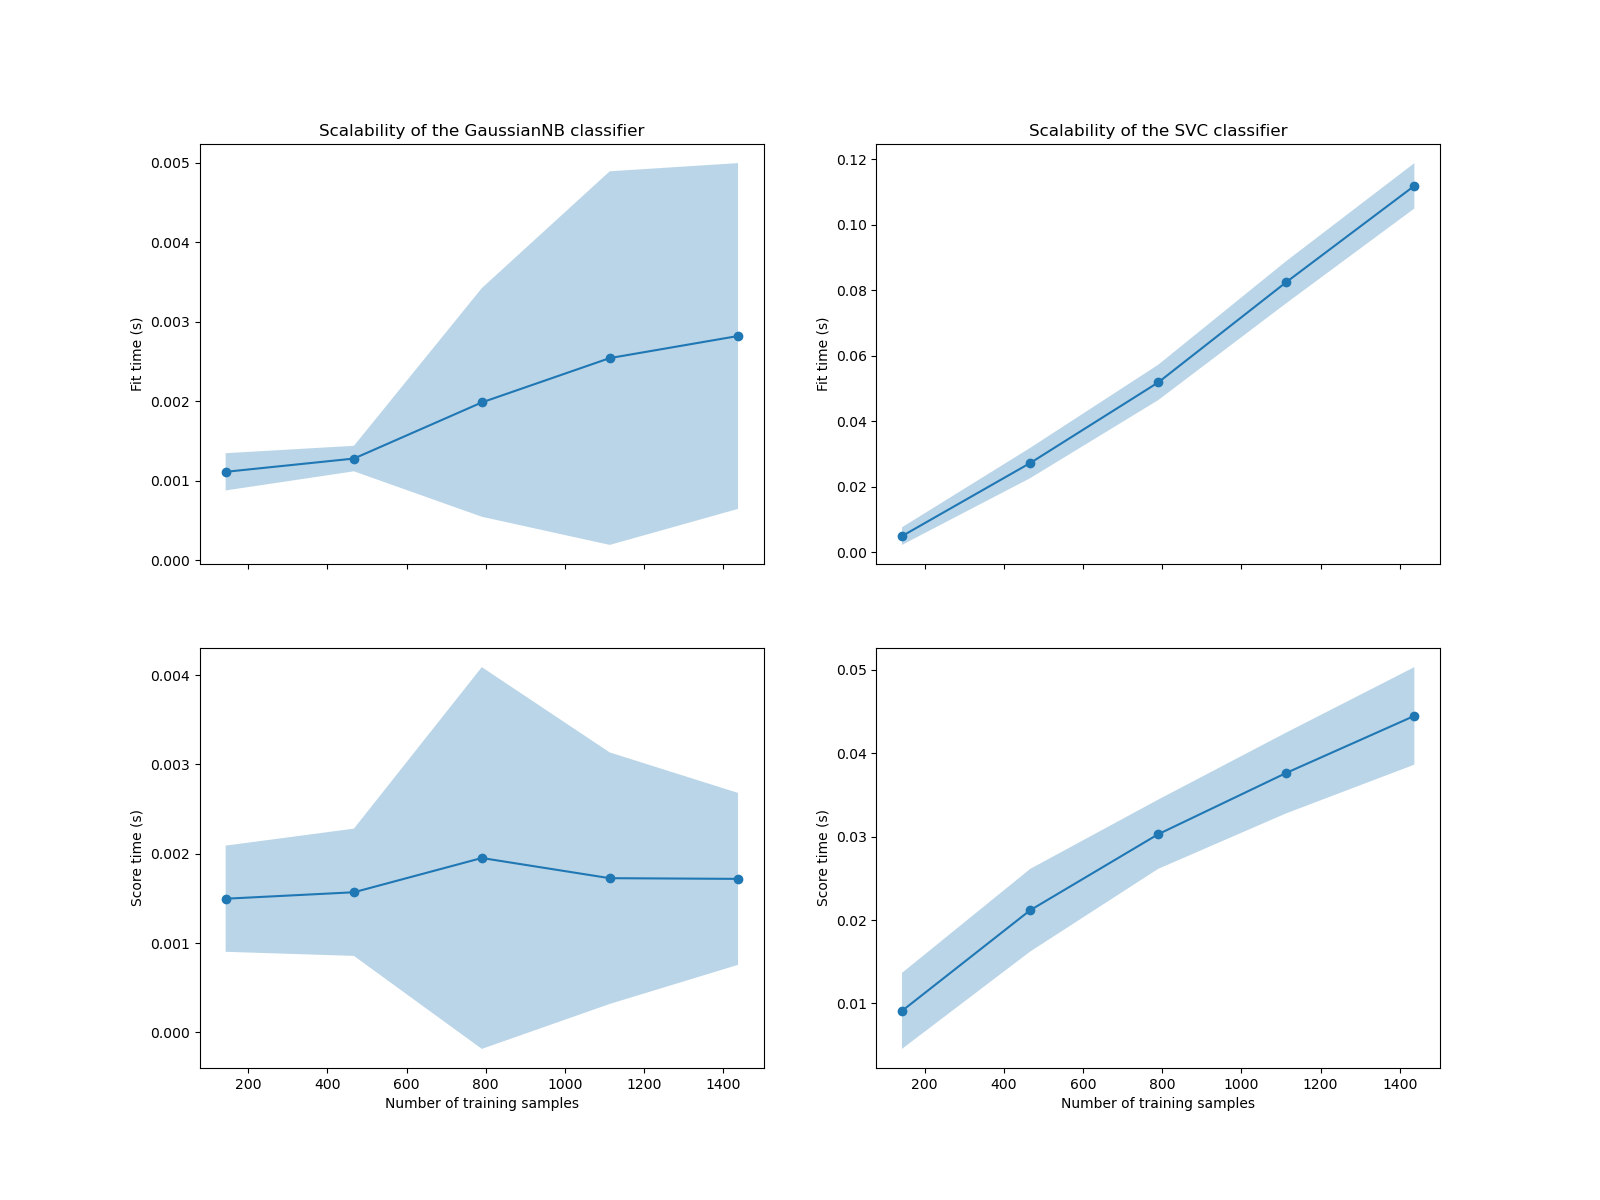 Scalability of the GaussianNB classifier
Fit time (s)
0.005
0.004
0.003
0.002
0.001
0.000
Scalability of the SVC classifier
Fit time (s)
0.12
0.10
0.08
0.06
0.04
0.02
0.00
Score time (s)
0.004
0.003
0.002
0.001
0.000
200 400 600 800 1000 1200 1400
Number of training samples
Score time (s)
0.05
0.04
0.03
0.02
0.01
200 400 600 800 1000 1200 1400
Number of training samples